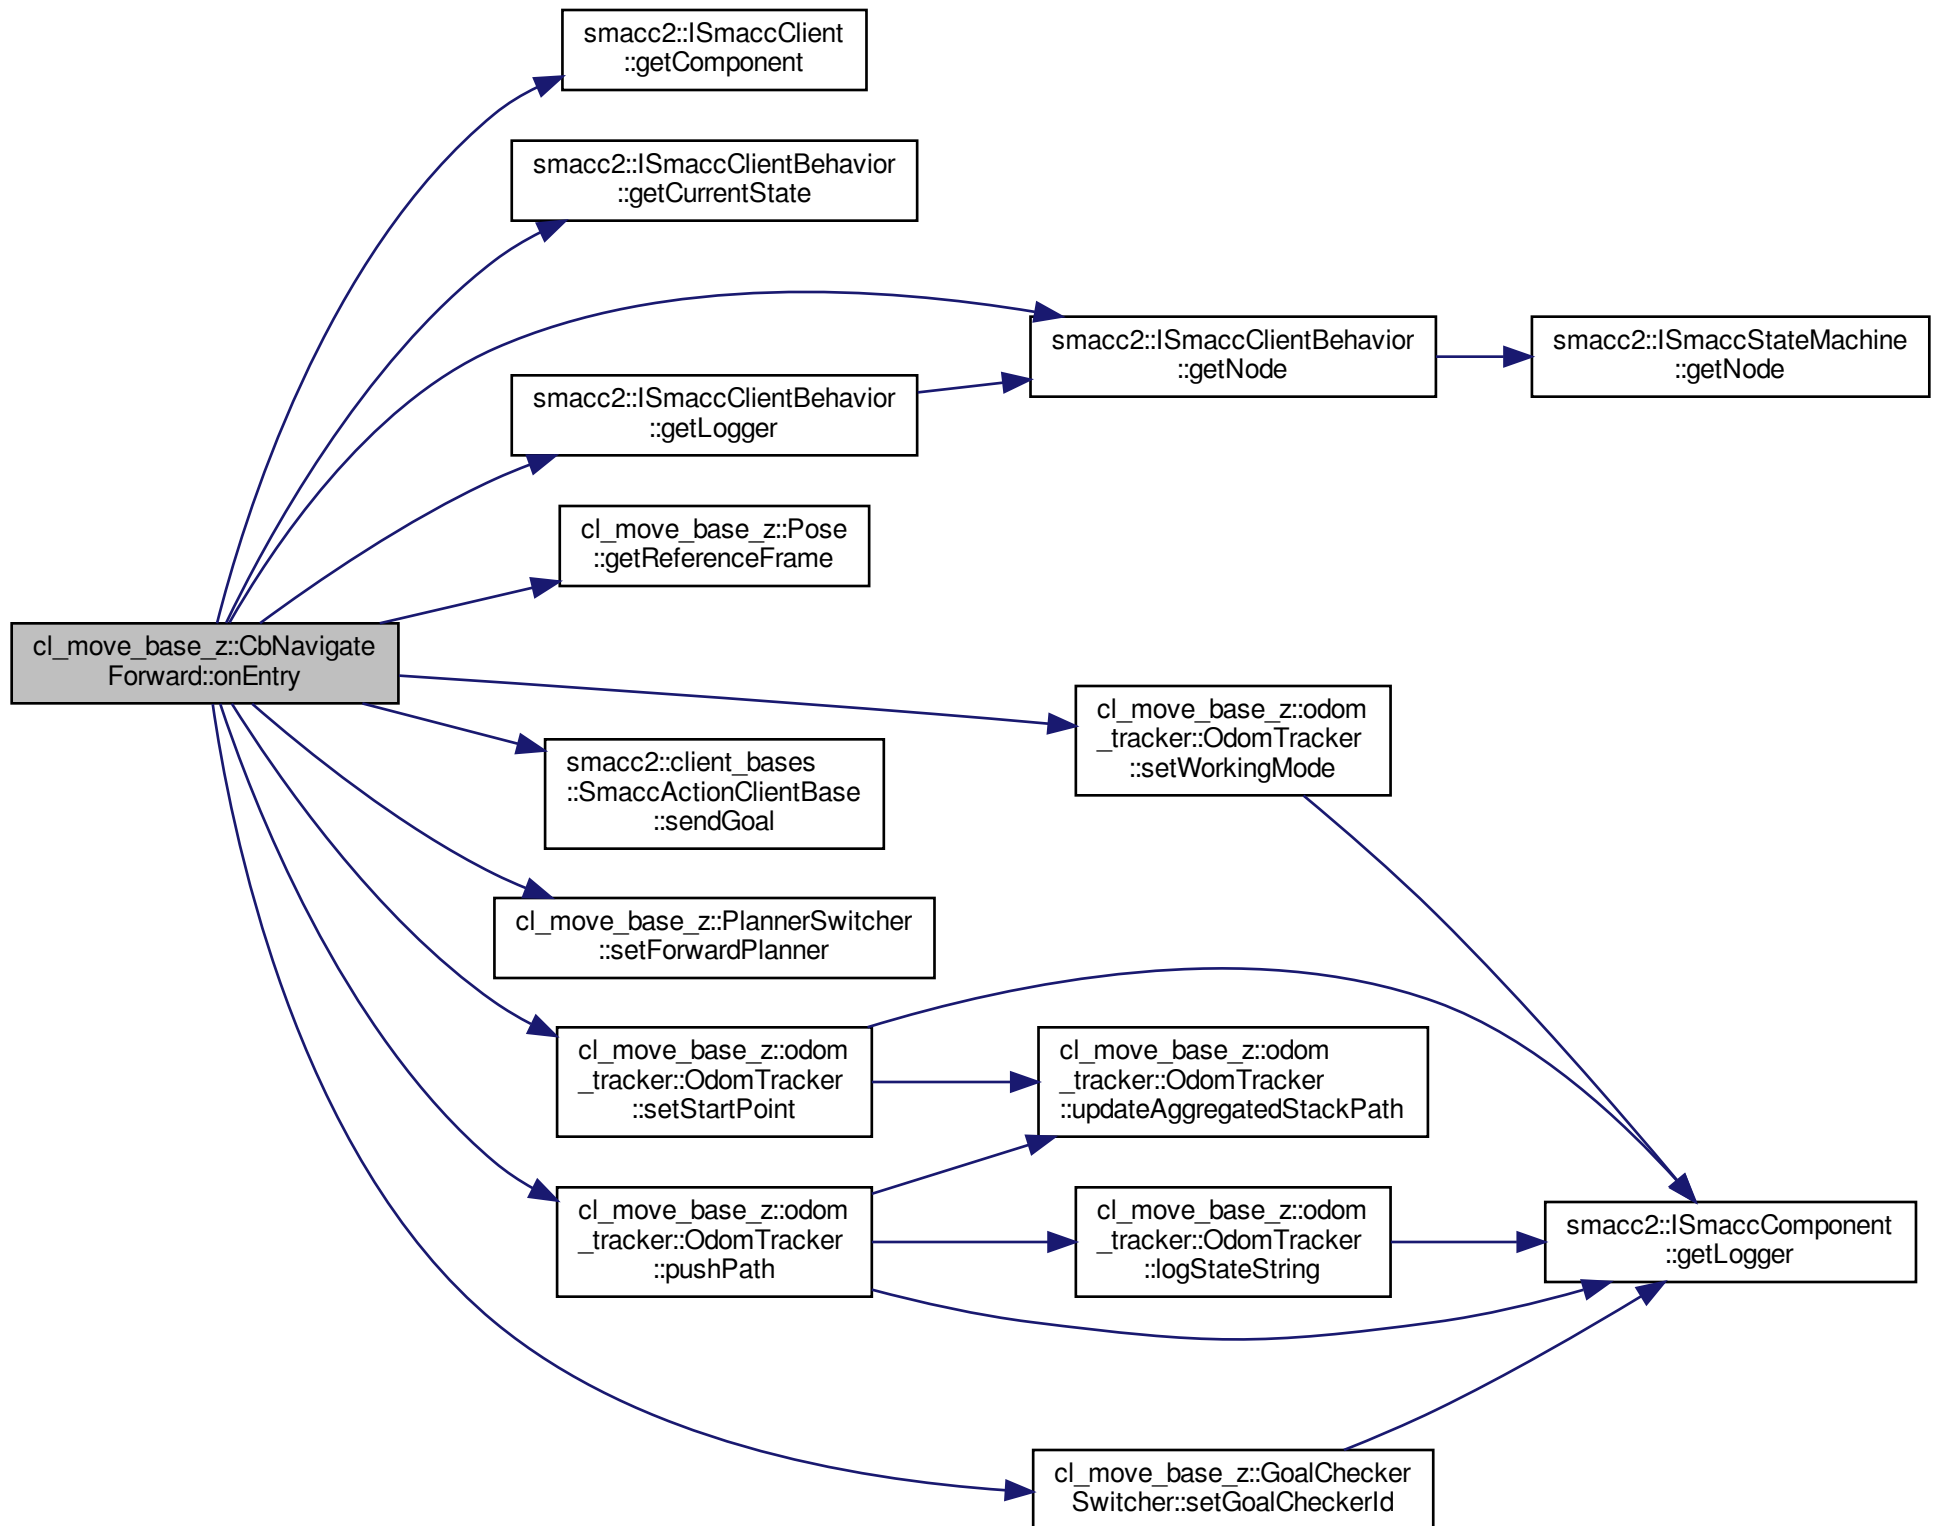 smacc2::ISmaccClient
::getComponent
smacc2::ISmaccClientBehavior
::getCurrentState
smacc2::ISmaccClientBehavior
::getNode
smacc2::ISmaccStateMachine
::getNode
smacc2::ISmaccClientBehavior
::getLogger
cl_move_base_z::Pose
::getReferenceFrame
cl_move_base_z::CbNavigate
Forward::onEntry
cl_move_base_z::odom
_tracker::OdomTracker
::setWorkingMode
smacc2::client_bases
::SmaccActionClientBase
::sendGoal
cl_move_base_z::PlannerSwitcher
::setForwardPlanner
cl_move_base_z::odom
_tracker::OdomTracker
::setStartPoint
cl_move_base_z::odom
_tracker::OdomTracker
::updateAggregatedStackPath
cl_move_base_z::odom
_tracker::OdomTracker
::pushPath
cl_move_base_z::odom
_tracker::OdomTracker
::logStateString
smacc2::ISmaccComponent
::getLogger
cl_move_base_z::GoalChecker
Switcher::setGoalCheckerId